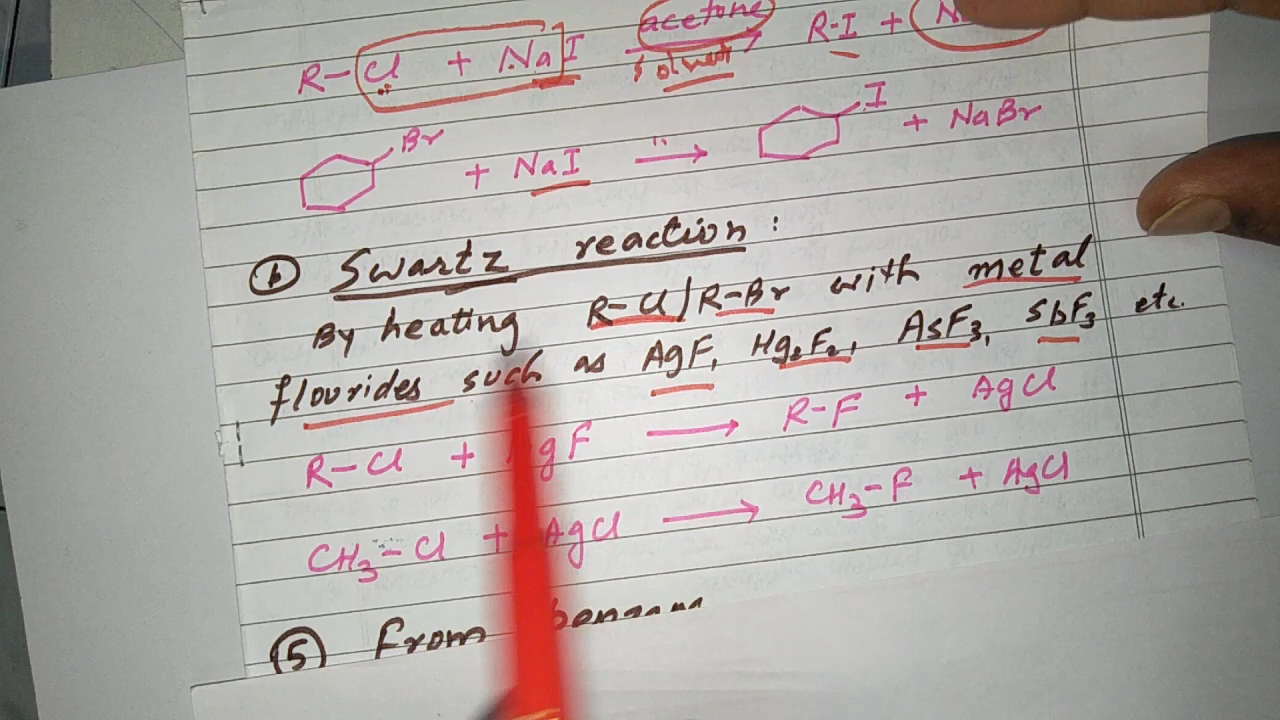 R-Cl + NaI acetone solvent → R-I +
Br + NaI '' → I + NaBr
b Swartz reaction :
By heating R-Cl/R-Br with metal
flourides such as AgF, Hg₂F₂, AsF₃, SbF₃ etc.
R-Cl + gF → R-F + AgCl
CH₃-Cl + AgCl → CH₃-F + AgCl
5 From